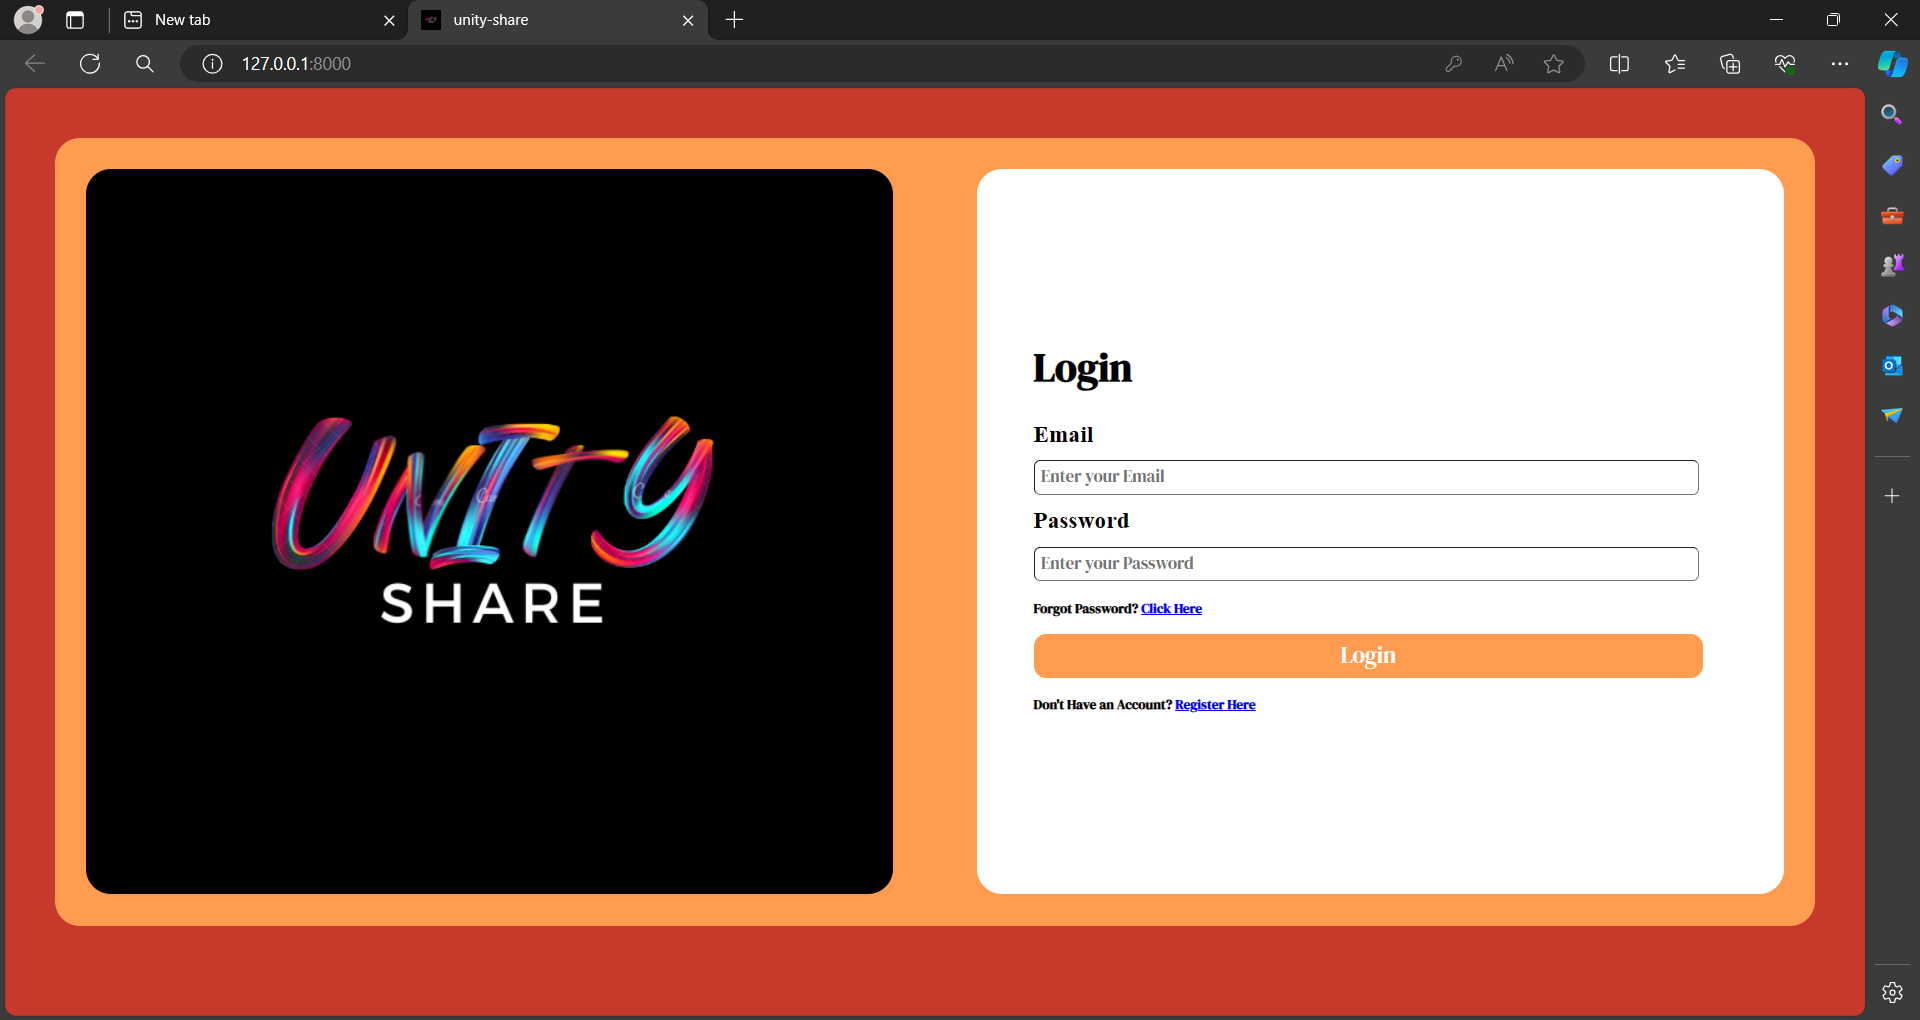 New tab
unity-share
127.0.0.1:8000
UNITY
SHARE
Login
Email
Enter your Email
Password
Enter your Password
Forgot Password? Click Here
Login
Don't Have an Account? Register Here